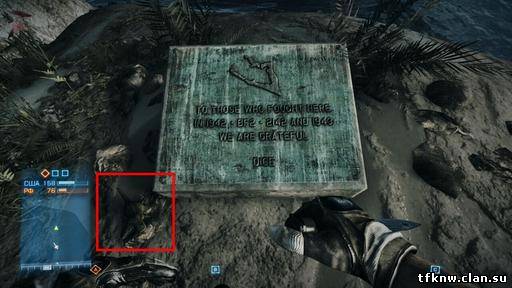 TO THOSE WHO FOUGHT HERE
IN 1942 · BF2 · 2142 AND 1943
WE ARE GRATEFUL
DICE
США 158
РФ 76
B
C
tfknw.clan.su